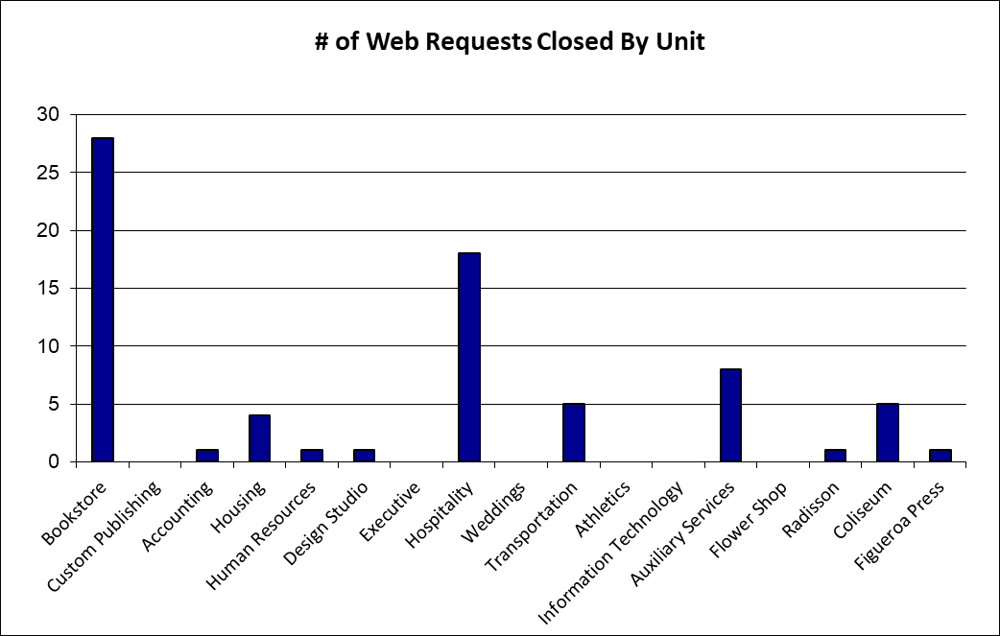 # of Web Requests Closed By Unit
30
25
20
15
10
5
0
Bookstore
Custom Publishing
Accounting
Housing
Human Resources
Design Studio
Executive
Hospitality
Weddings
Transportation
Athletics
Information Technology
Auxiliary Services
Flower Shop
Radisson
Coliseum
Figueroa Press